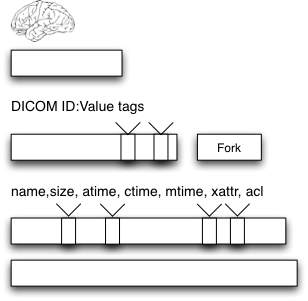 DICOM ID:Value tags
Fork
name,size, atime, ctime, mtime, xattr, acl